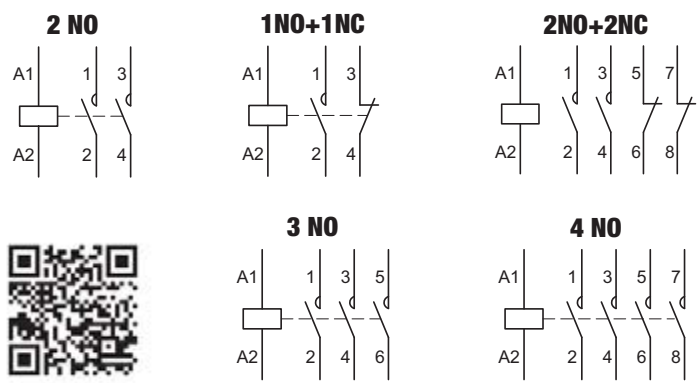 2 NO
1NO+1NC
2NO+2NC
A1 1 3
A1 1 3
A1 1 3 5 7
A2 2 4
A2 2 4
A2 2 4 6 8
3 NO
4 NO
A1 1 3 5
A1 1 3 5 7
A2 2 4 6
A2 2 4 6 8